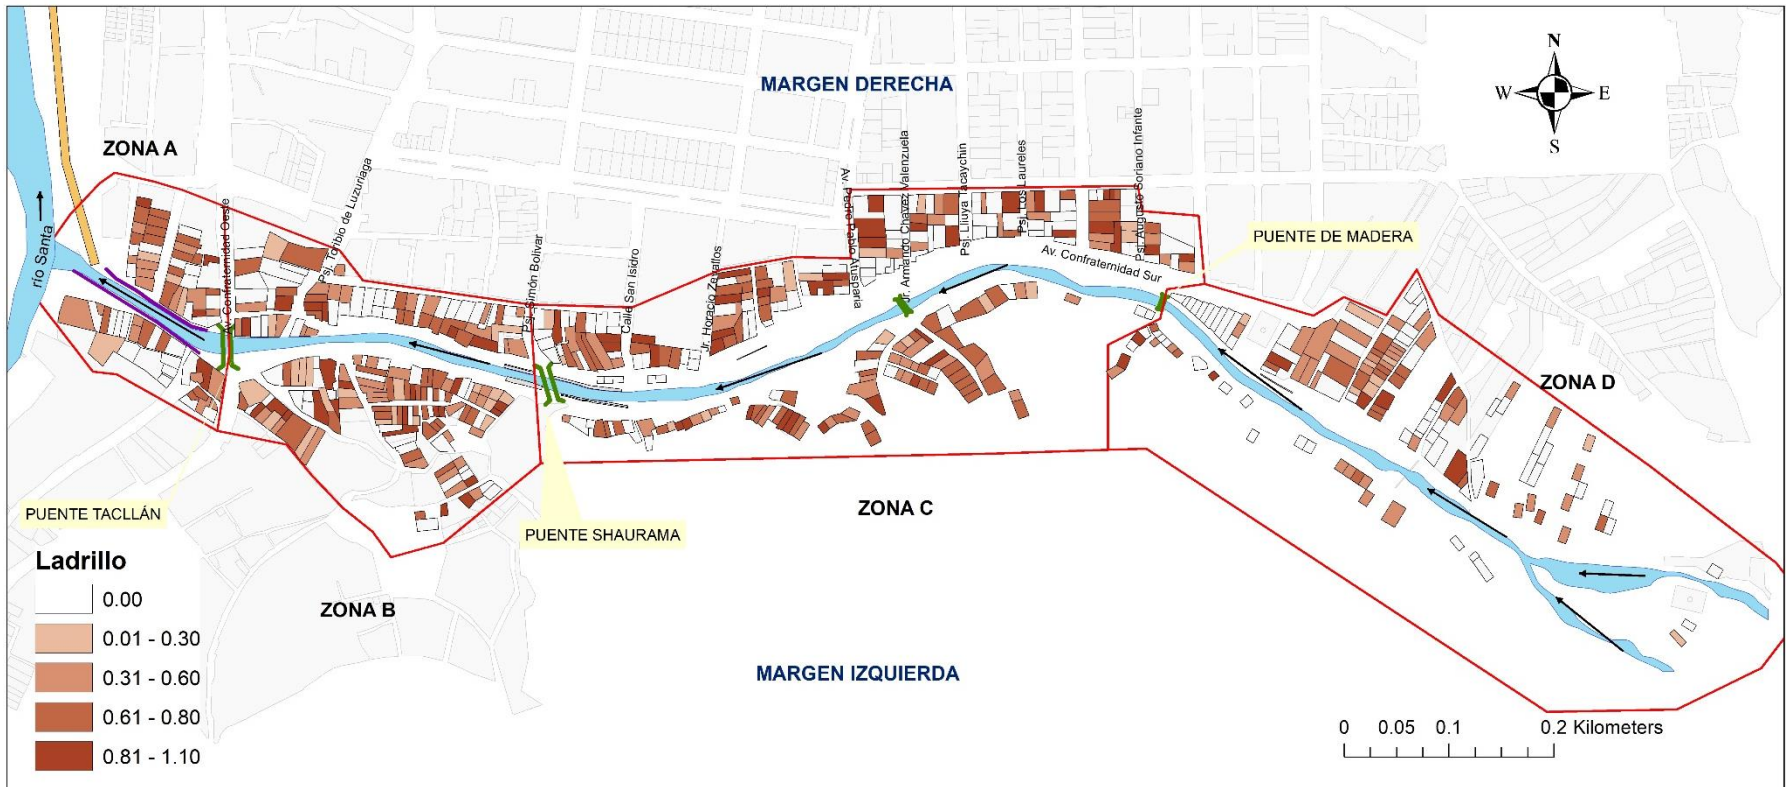 MARGEN DERECHA
N
W
E
S
ZONA A
río Santa
Av. Confraternidad Oeste
Psj. Toribio de Luzuriaga
Psj. Simón Bolívar
Calle San Isidro
Jr. Horacio Zevallos
Av. Pedro Pablo Atusparia
Jr. Armando Chavez Valenzuela
Psj. Lliuya Tacaychin
Psj. Los Laureles
Psj. Augusto Soriano Infante
Av. Confraternidad Sur
PUENTE DE MADERA
ZONA D
PUENTE TACLLÁN
PUENTE SHAURAMA
ZONA C
ZONA B
MARGEN IZQUIERDA
Ladrillo
0.00
0.01 - 0.30
0.31 - 0.60
0.61 - 0.80
0.81 - 1.10
0 0.05 0.1 0.2 Kilometers